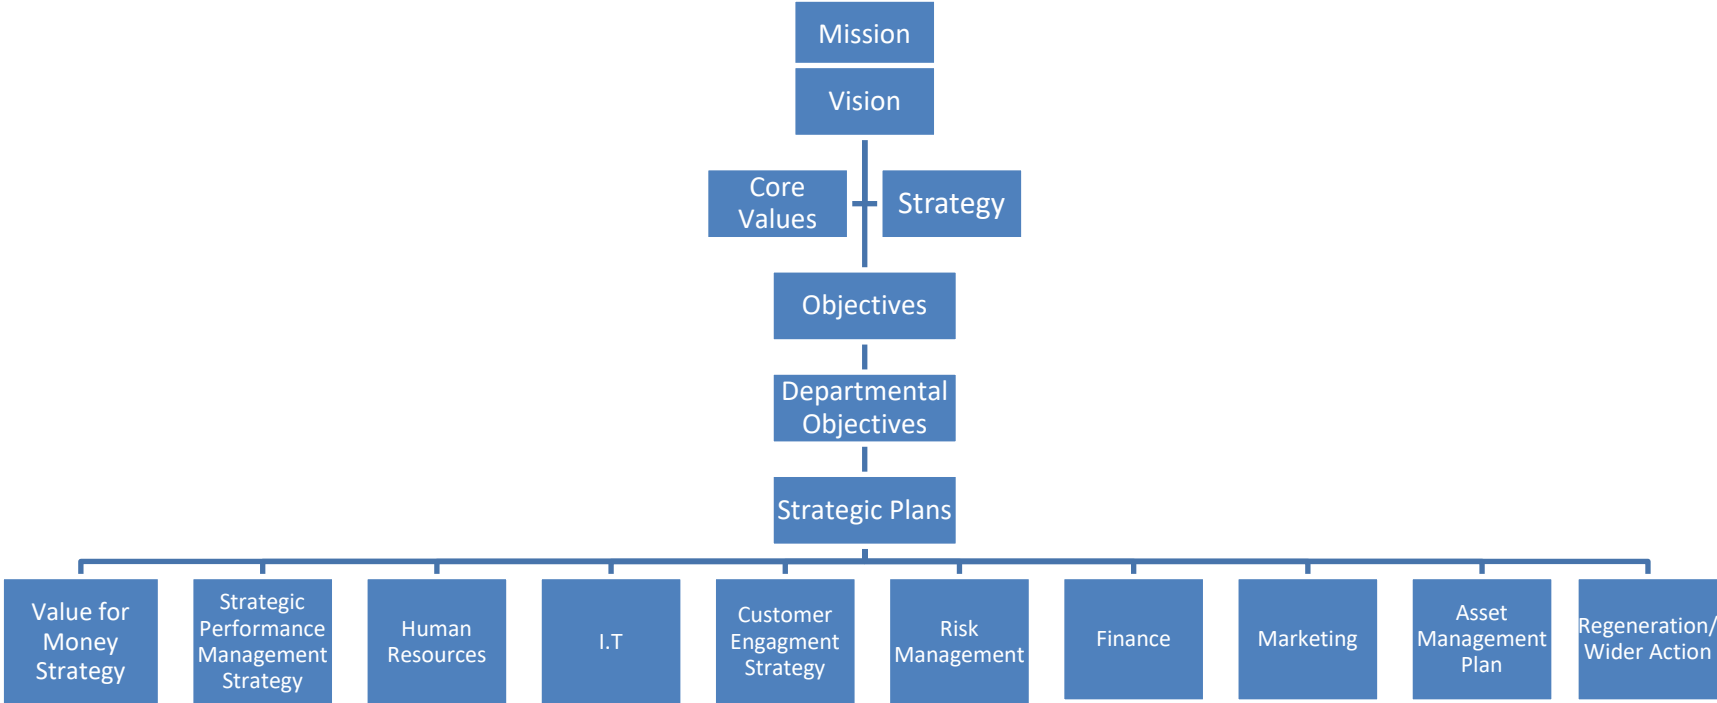 Mission
Vision
Core
Values
Strategy
Objectives
Departmental
Objectives
Strategic Plans
Value for
Money
Strategy
Strategic
Performance
Management
Strategy
Human
Resources
I.T
Customer
Engagment
Strategy
Risk
Management
Finance
Marketing
Asset
Management
Plan
Regeneration/
Wider Action